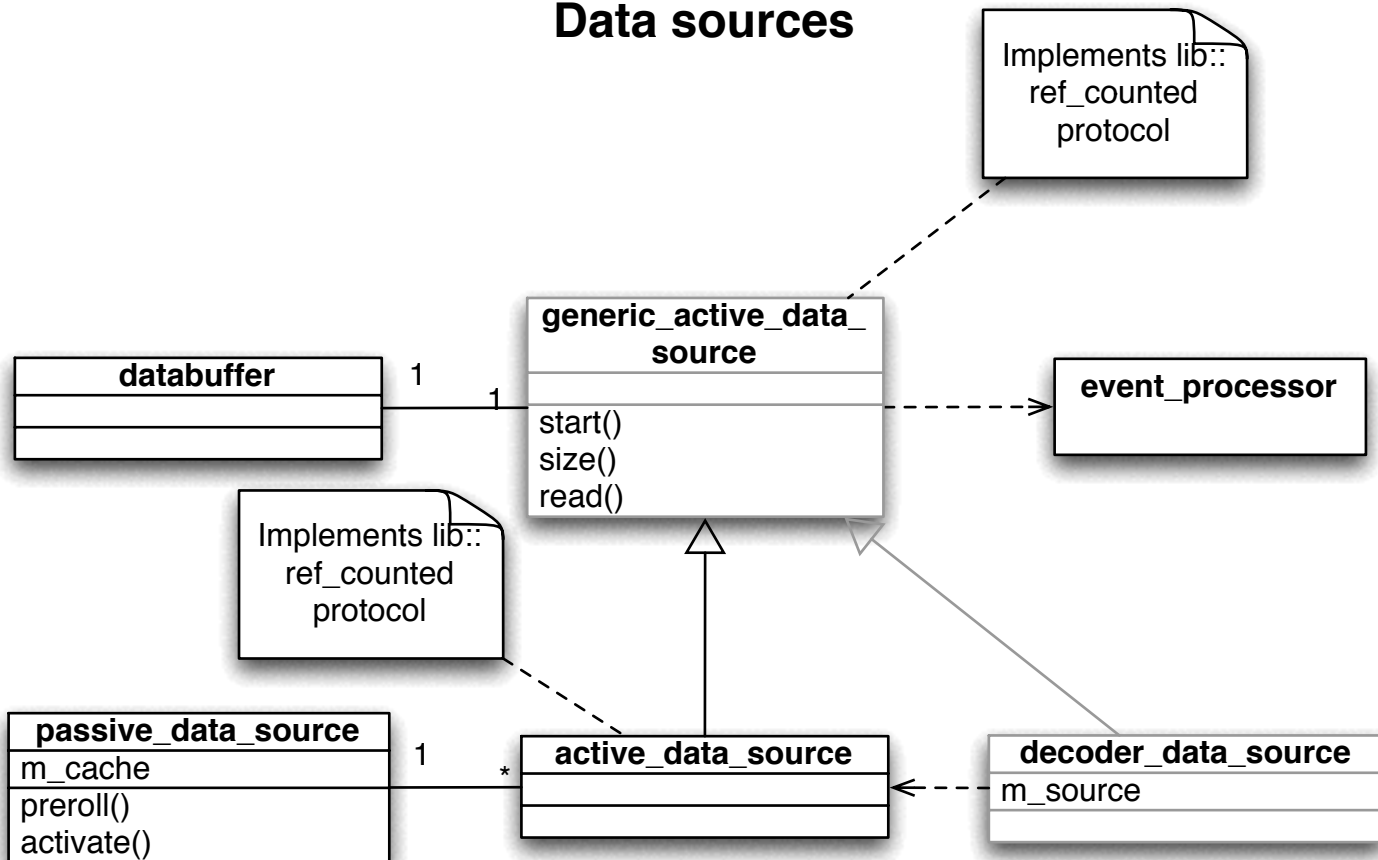 Data sources
Implements lib::
ref_counted
protocol
generic_active_data_
source
start()
size()
read()
databuffer
1
1
event_processor
Implements lib::
ref_counted
protocol
passive_data_source
m_cache
preroll()
activate()
1
*
active_data_source
decoder_data_source
m_source